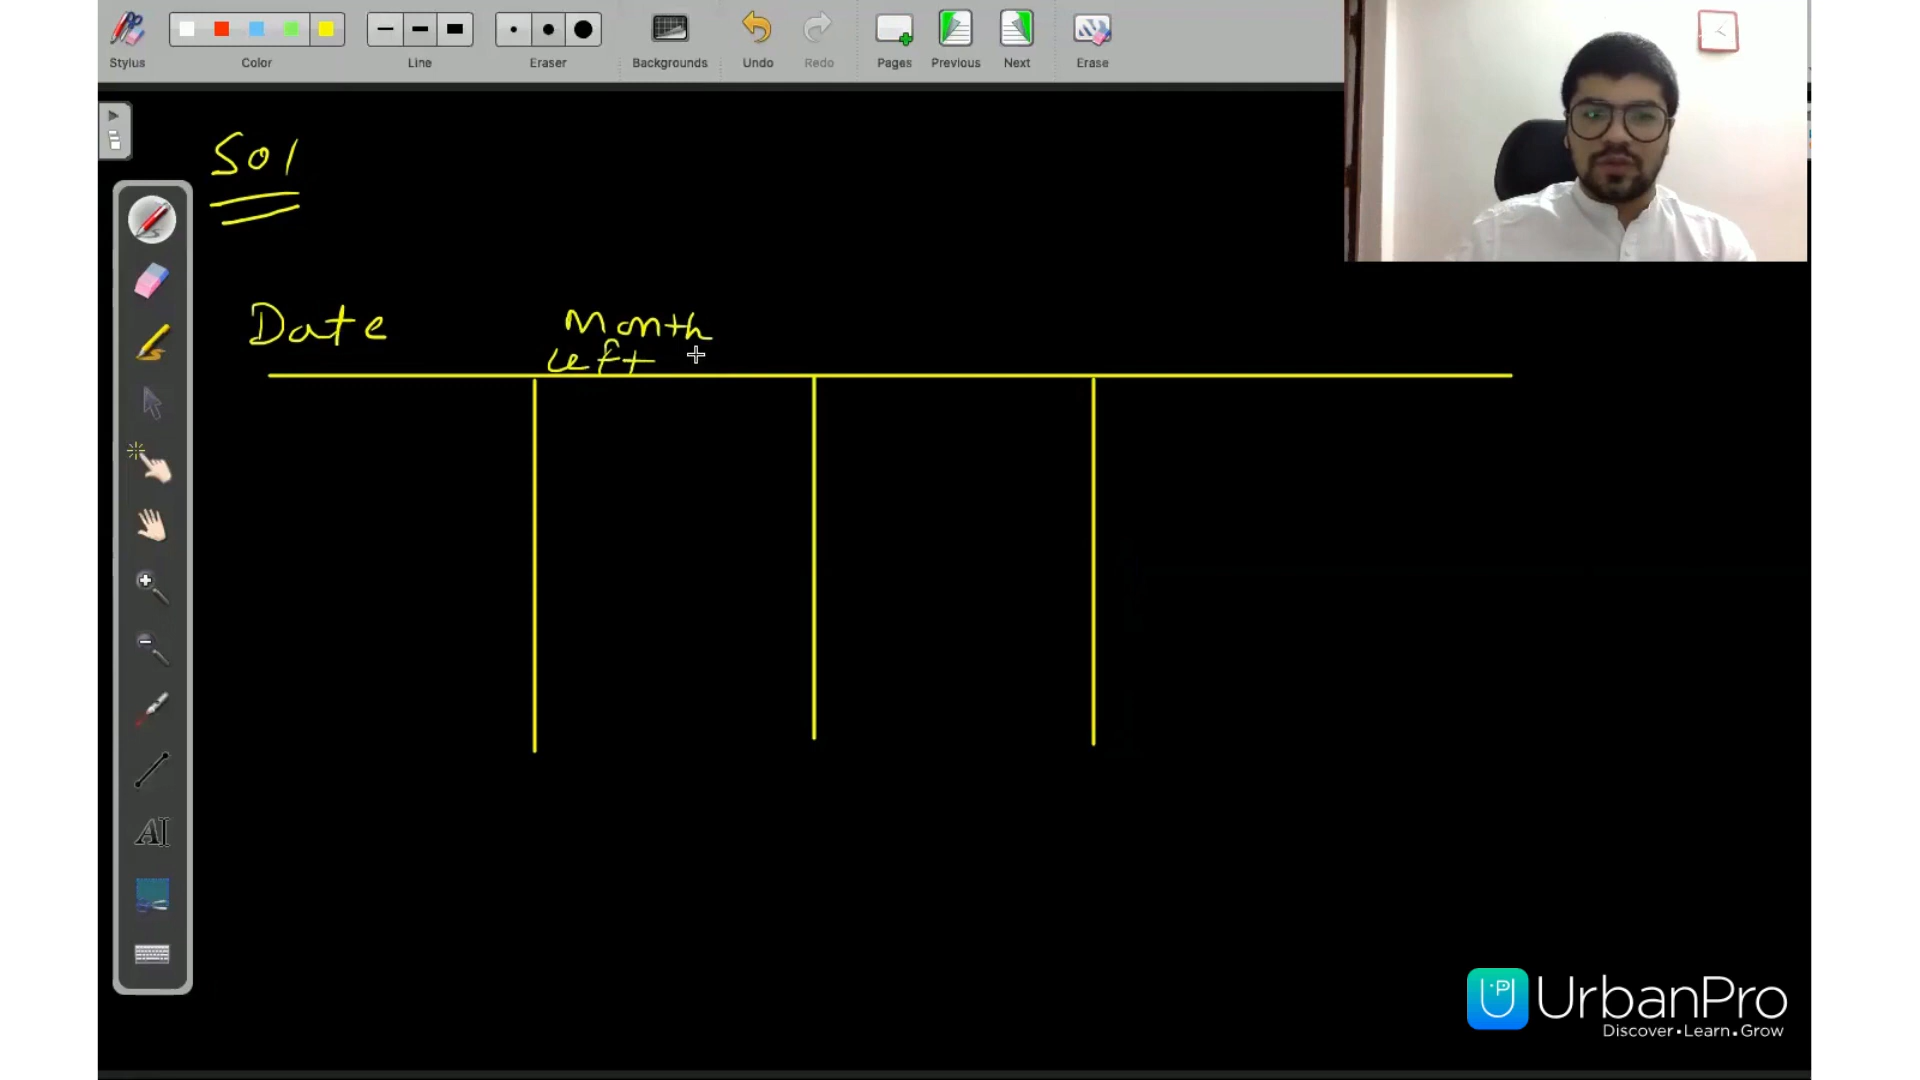 Stylus
Color
Line
Eraser
Backgrounds
Undo
Redo
Pages
Previous
Next
Erase
Sol
Date
Month
left
AI
UrbanPro
Discover•Learn•Grow